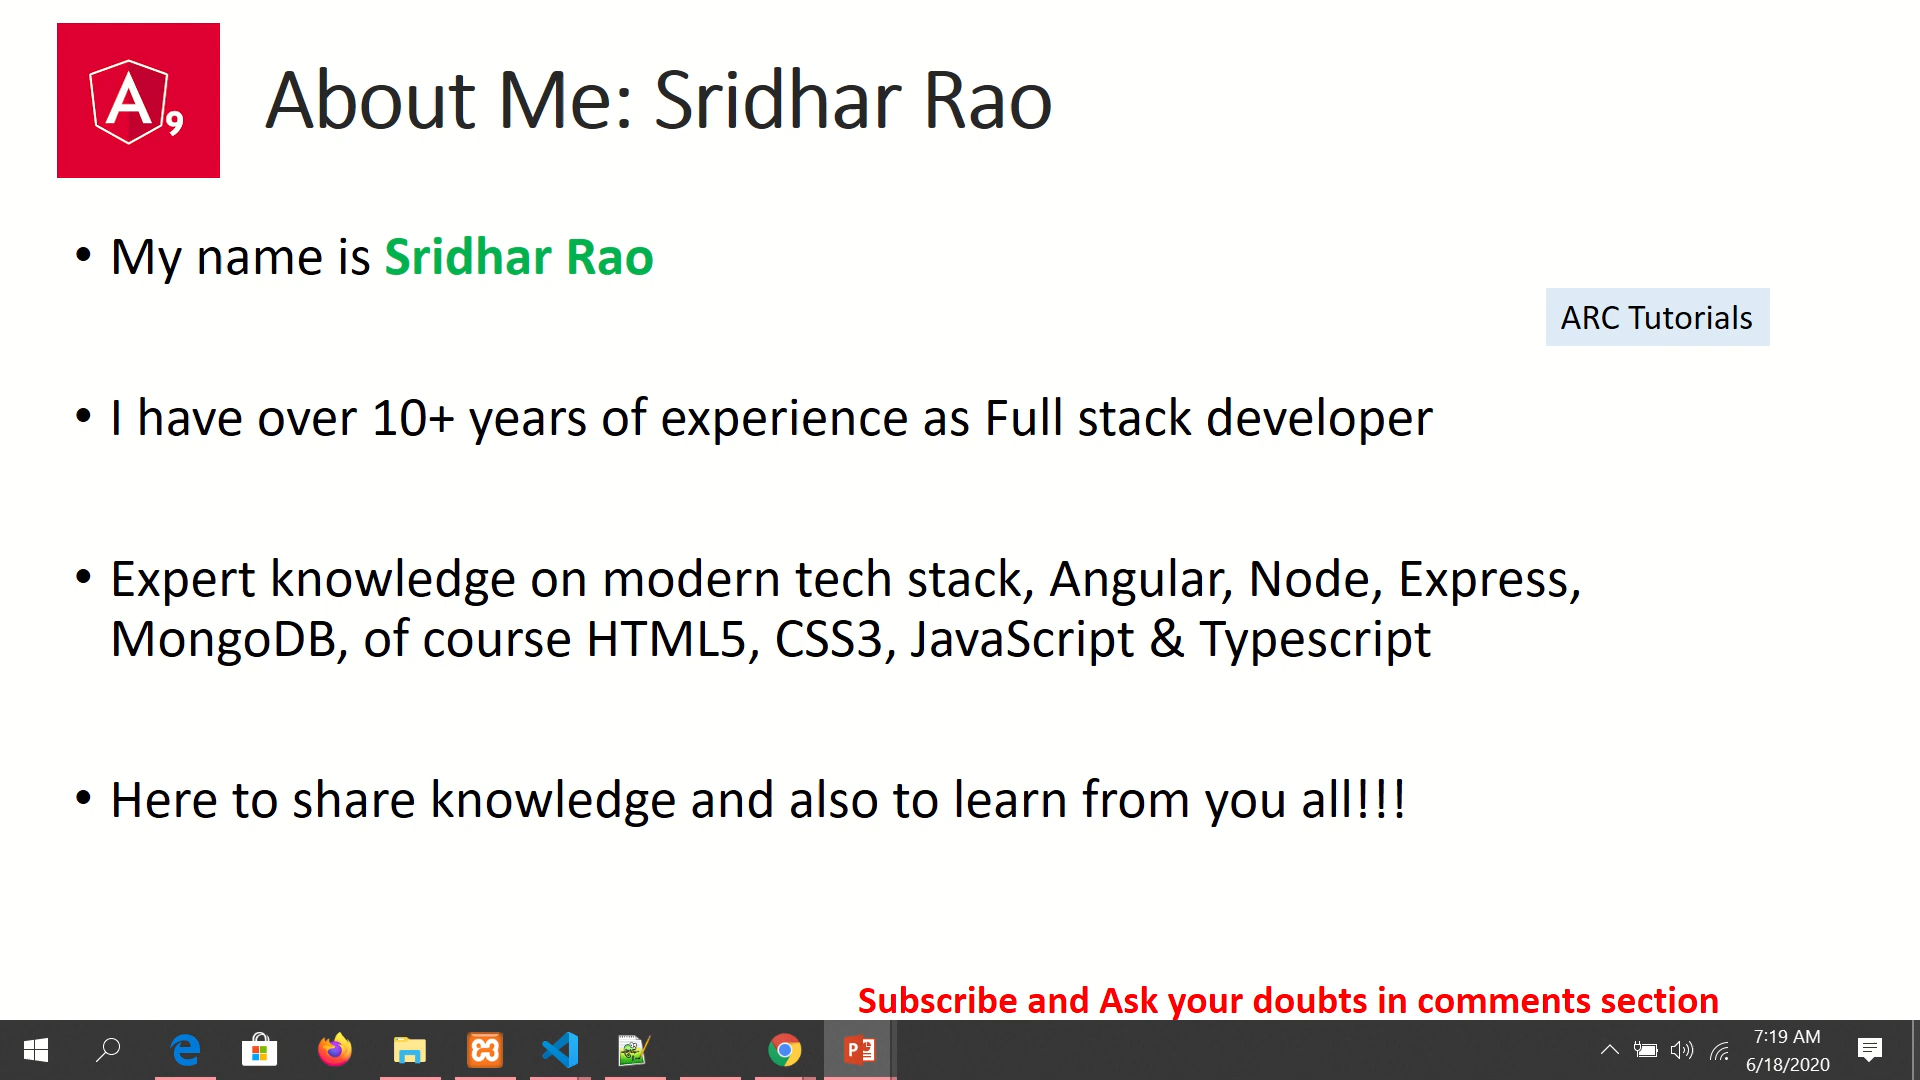 A9
About Me: Sridhar Rao
• My name is Sridhar Rao
ARC Tutorials
• I have over 10+ years of experience as Full stack developer
• Expert knowledge on modern tech stack, Angular, Node, Express,
MongoDB, of course HTML5, CSS3, JavaScript & Typescript
• Here to share knowledge and also to learn from you all!!!
Subscribe and Ask your doubts in comments section
7:19 AM
6/18/2020